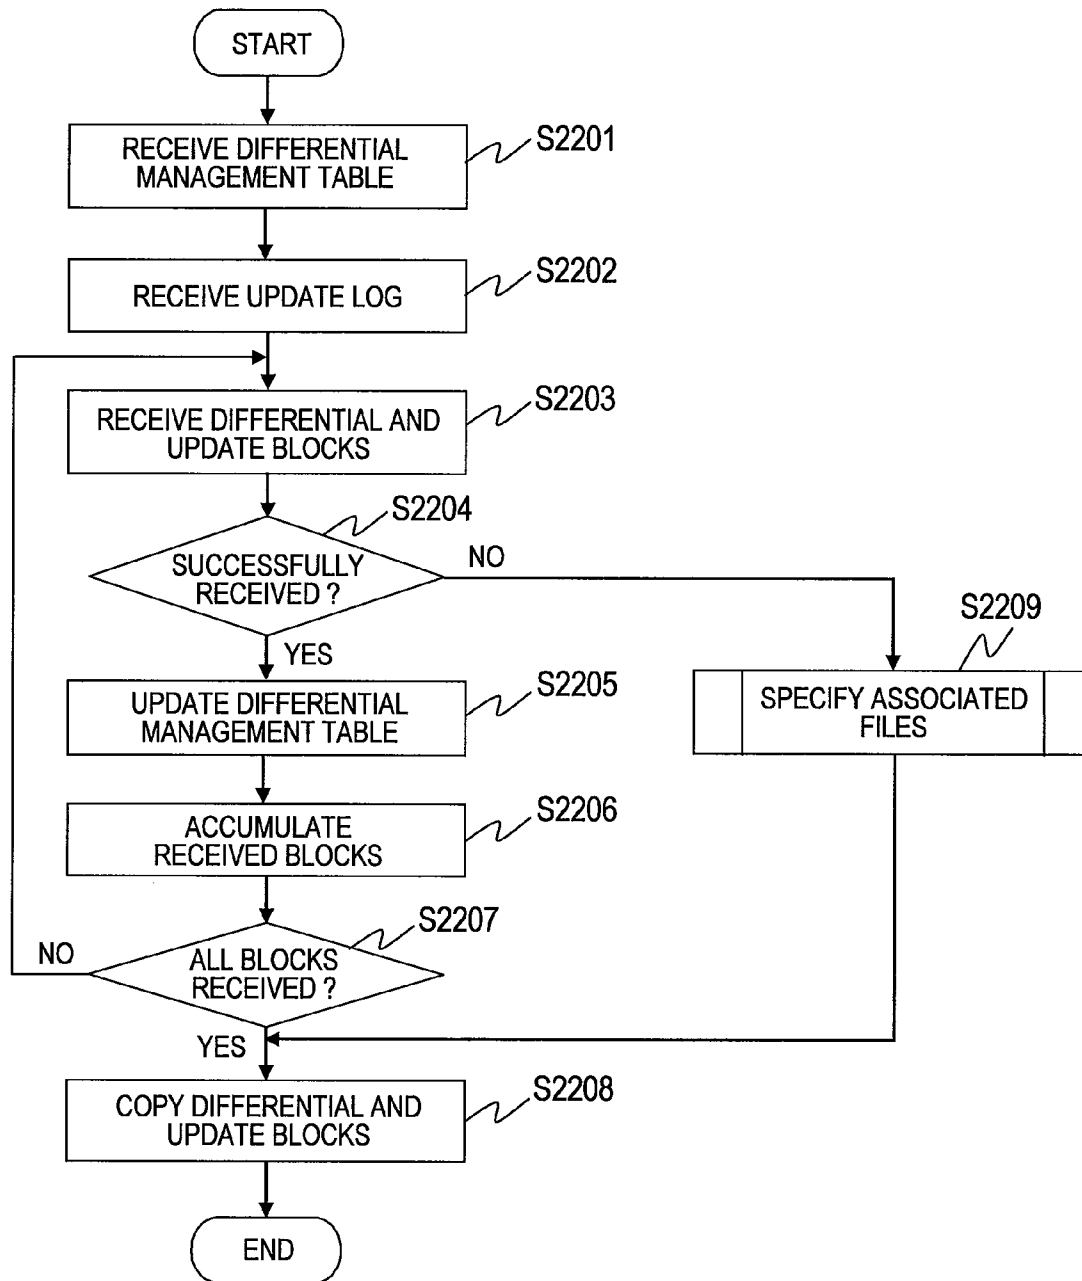 START
RECEIVE DIFFERENTIAL
MANAGEMENT TABLE
S2201
RECEIVE UPDATE LOG
S2202
RECEIVE DIFFERENTIAL AND
UPDATE BLOCKS
S2203
SUCCESSFULLY
RECEIVED ?
S2204
NO
YES
UPDATE DIFFERENTIAL
MANAGEMENT TABLE
S2205
SPECIFY ASSOCIATED
FILES
S2209
ACCUMULATE
RECEIVED BLOCKS
S2206
ALL BLOCKS
RECEIVED ?
S2207
NO
YES
COPY DIFFERENTIAL AND
UPDATE BLOCKS
S2208
END